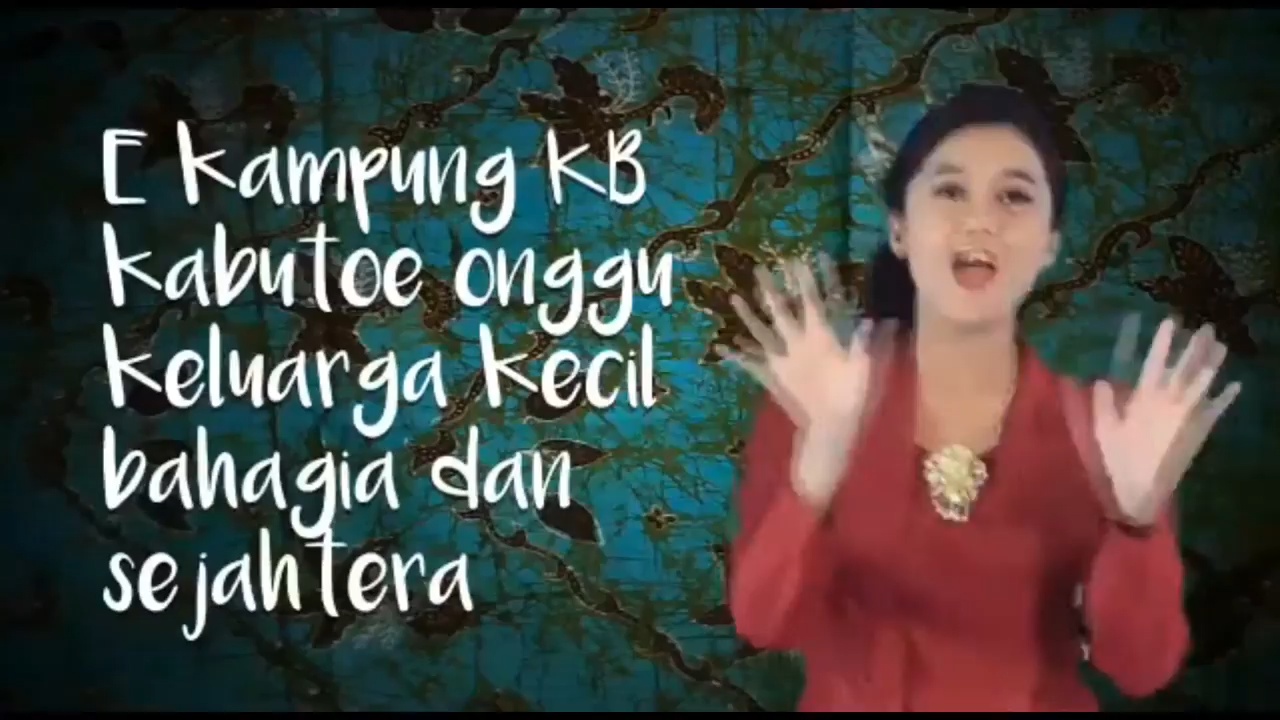 E Kampung KB
kabutoe onggu
keluarga kecil
bahagia dan
sejahtera